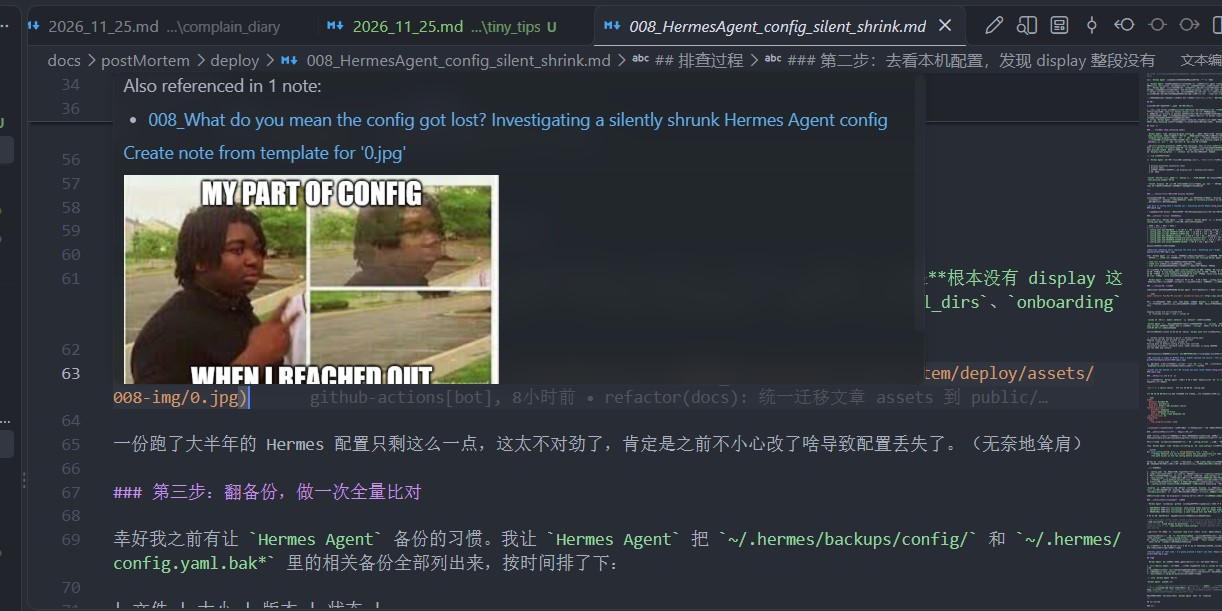 2026_11_25.md ...\complain_diary
2026_11_25.md ...\tiny_tips U
008_HermesAgent_config_silent_shrink.md
docs > postMortem > deploy > 008_HermesAgent_config_silent_shrink.md > ## 排查过程 > ### 第二步：去看本机配置，发现 display 整段没有
文本编
34
Also referenced in 1 note:
36
008_What do you mean the config got lost? Investigating a silently shrunk Hermes Agent config
Create note from template for '0.jpg'
56
57
58
59
60
MY PART OF CONFIG
WHEN I REACHED OUT
61
**根本没有 display 这
l_dirs`、`onboarding`
62
63
tem/deploy/assets/
008-img/0.jpg)
github-actions[bot], 8小时前 • refactor(docs): 统一迁移文章 assets 到 public/…
64
65 一份跑了大半年的 Hermes 配置只剩这么一点，这太不对劲了，肯定是之前不小心改了啥导致配置丢失了。（无奈地耸肩）
66
67 ### 第三步：翻备份，做一次全量比对
68
69 幸好我之前有让 `Hermes Agent` 备份的习惯。我让 `Hermes Agent` 把 `~/.hermes/backups/config/` 和 `~/.hermes/
config.yaml.bak*` 里的相关备份全部列出来，按时间排了下：
70
71 | 文件 | 大小 | 版本 | 状态 |